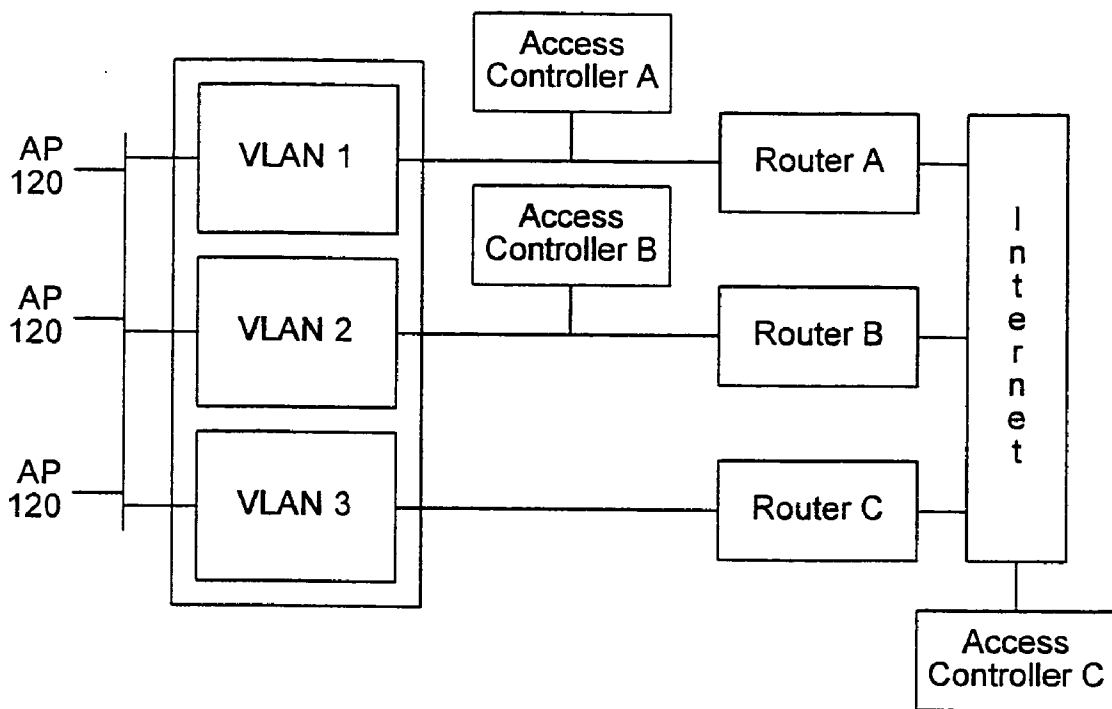 Access
Controller A
AP
120
VLAN 1
Router A
Access
Controller B
AP
120
VLAN 2
Router B
Internet
AP
120
VLAN 3
Router C
Access
Controller C